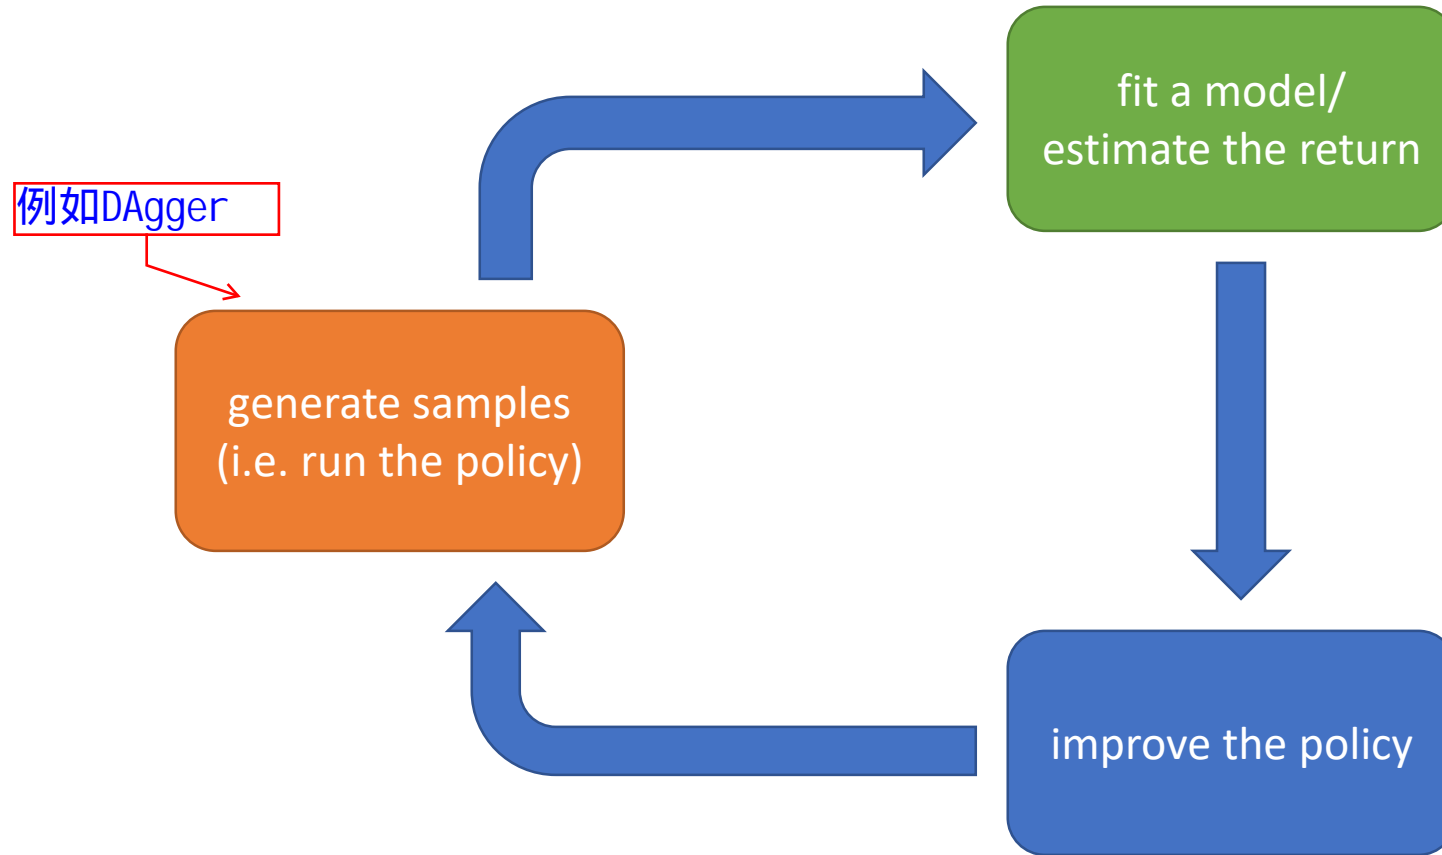 fit a model/
estimate the return
例如DAgger
generate samples
(i.e. run the policy)
improve the policy